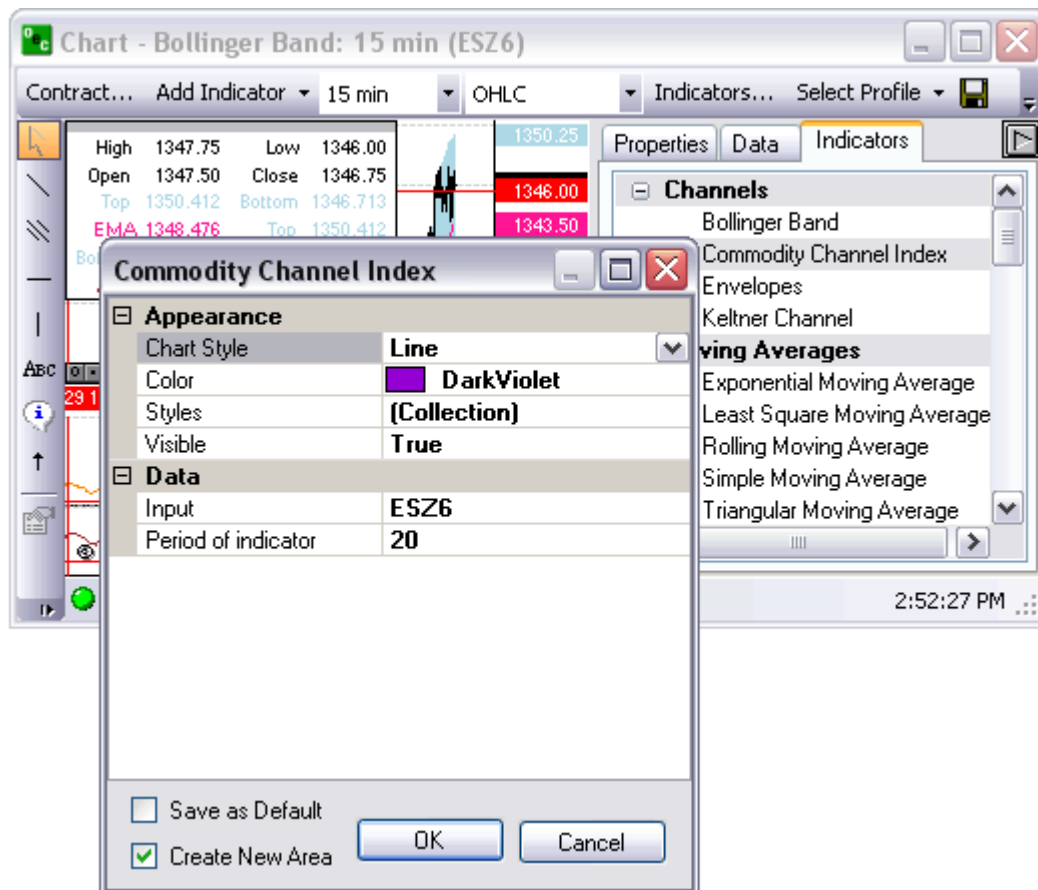 Oec Chart - Bollinger Band: 15 min (ESZ6)
Contract... Add Indicator 15 min OHLC Indicators... Select Profile
High 1347.75 Low 1346.00
Open 1347.50 Close 1346.75
Top 1350.412 Bottom 1346.713
EMA 1348.476 Top 1350.412
1350.25
1346.00
1343.50
Properties Data Indicators
Channels
Bollinger Band
Commodity Channel Index
Envelopes
Keltner Channel
ving Averages
Exponential Moving Average
Least Square Moving Average
Rolling Moving Average
Simple Moving Average
Triangular Moving Average
ABC
29 1
Commodity Channel Index
Appearance
Chart Style Line
Color DarkViolet
Styles (Collection)
Visible True
Data
Input ESZ6
Period of indicator 20
Save as Default
Create New Area
OK Cancel
2:52:27 PM